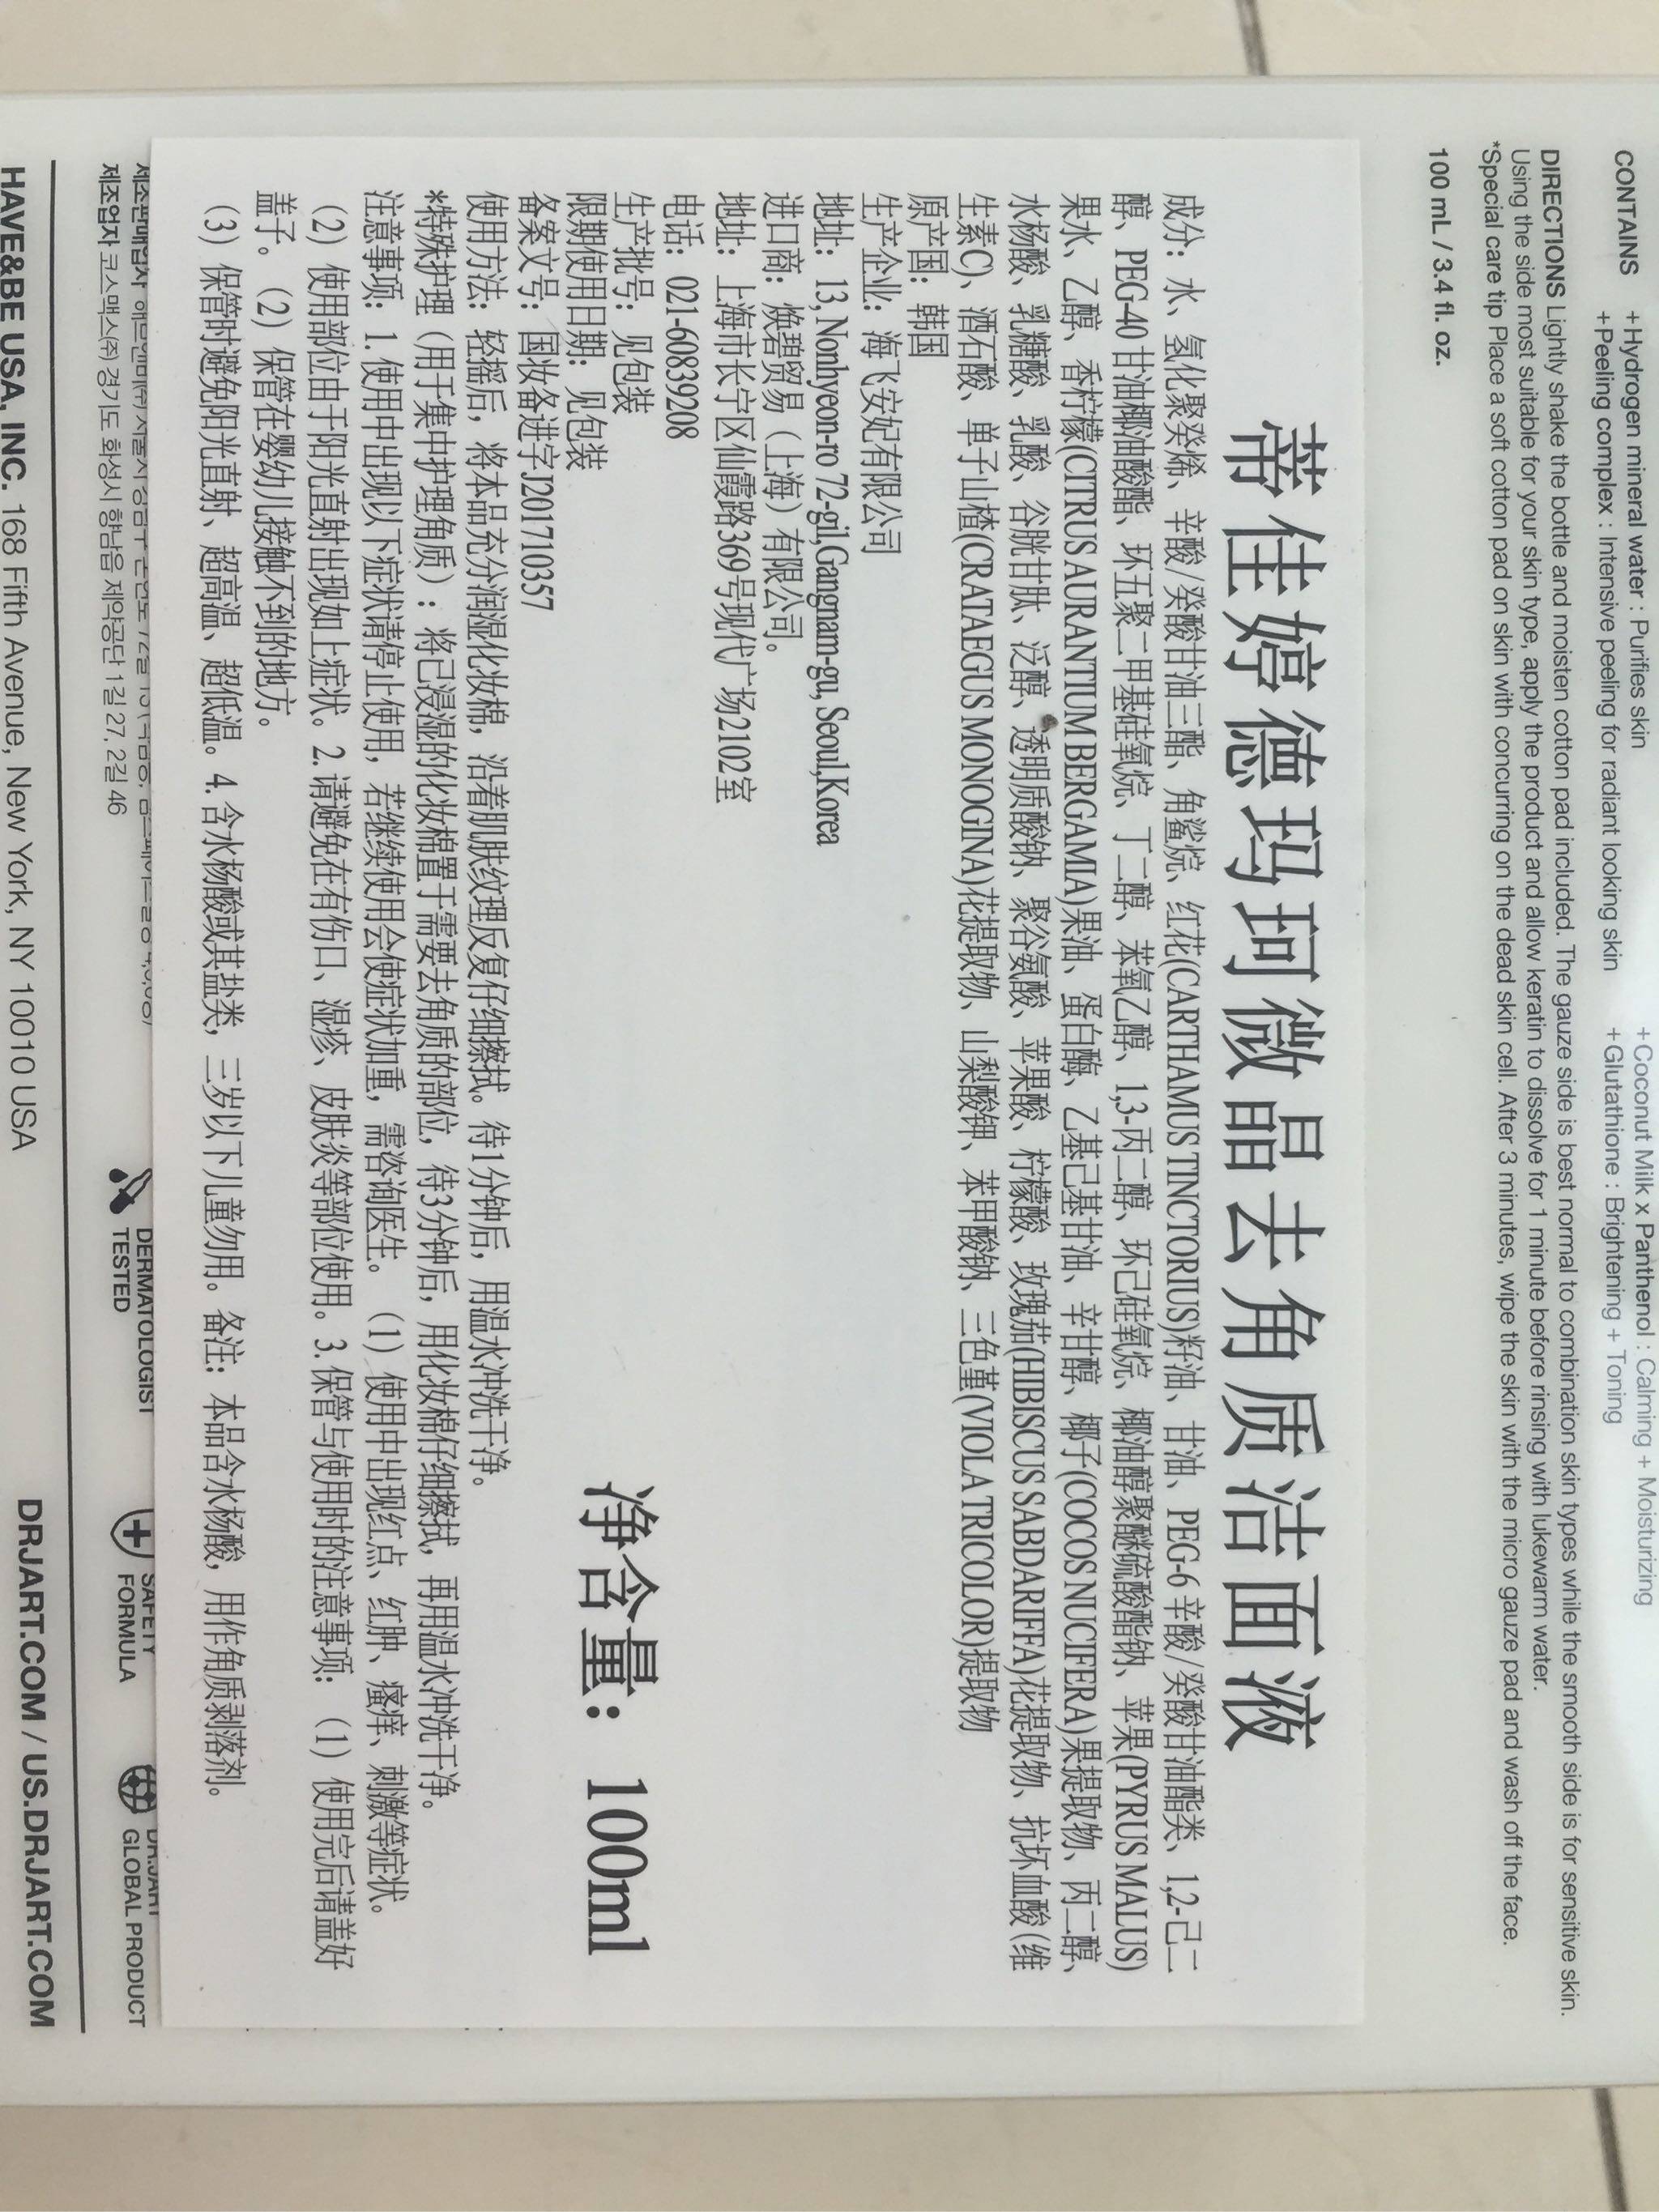 CONTAINS
+Hydrogen mineral water : Purifies skin
+Coconut Milk x Panthenol : Calming + Moisturizing
+Peeling complex : Intensive peeling for radiant looking skin
+Glutathione : Brightening + Toning
DIRECTIONS Lightly shake the bottle and moisten cotton pad included. The gauze side is best normal to combination skin types while the smooth side is for sensitive skin.
Using the side most suitable for your skin type, apply the product and allow keratin to dissolve for 1 minute before rinsing with lukewarm water.
*Special care tip Place a soft cotton pad on skin with concurring on the dead skin cell. After 3 minutes, wipe the skin with the micro gauze pad and wash off the face.
100 mL / 3.4 fl. oz.
蒂佳婷德玛珂微晶去角质洁面液
成分：水、氢化聚癸烯、辛酸/癸酸甘油三酯、角鲨烷、红花(CARTHAMUS TINCTORIUS)籽油、甘油、PEG-6 辛酸/癸酸甘油酯类、1,2-己二
醇、PEG-40 甘油椰油酸酯、环五聚二甲基硅氧烷、丁二醇、苯氧乙醇、1,3-丙二醇、环己硅氧烷、椰油醇聚醚硫酸酯钠、苹果(PYRUS MALUS)
果水、乙醇、香柠檬(CITRUS AURANTIUM BERGAMIA)果油、蛋白酶、乙基己基甘油、辛甘醇、椰子(COCOS NUCIFERA)果提取物、丙二醇、
水杨酸、乳糖酸、乳酸、谷胱甘肽、泛醇、透明质酸钠、聚谷氨酸、苹果酸、柠檬酸、玫瑰茄(HIBISCUS SABDARIFFA)花提取物、抗坏血酸（维
生素C)、酒石酸、单子山楂(CRATAEGUS MONOGINA)花提取物、山梨酸钾、苯甲酸钠、三色堇(VIOLA TRICOLOR)提取物
原产国：韩国
生产企业：海飞安妃有限公司
地址：13, Nonhyeon-ro 72-gil,Gangnam-gu, Seoul,Korea
进口商：焕碧贸易（上海）有限公司。
地址：上海市长宁区仙霞路369号现代广场2102室
电话：021-60839208
生产批号：见包装
限期使用日期：见包装
备案文号：国妆备进字J201710357
净含量：100ml
使用方法：轻摇后，将本品充分润湿化妆棉，沿着肌肤纹理反复仔细擦拭。待1分钟后，用温水冲洗干净。
*特殊护理（用于集中护理角质）：将已浸湿的化妆棉置于需要去角质的部位，待3分钟后，用化妆棉仔细擦拭，再用温水冲洗干净。
注意事项：1. 使用中出现以下症状请停止使用，若继续使用会使症状加重，需咨询医生。（1）使用中出现红点、红肿、瘙痒、刺激等症状。
（2）使用部位由于阳光直射出现如上症状。2. 请避免在有伤口、湿疹、皮肤炎等部位使用。3. 保管与使用时的注意事项：（1）使用完后请盖好
盖子。（2）保管在婴幼儿接触不到的地方。
（3）保管时避免阳光直射、超高温、超低温。4. 含水杨酸或其盐类，三岁以下儿童勿用。备注：本品含水杨酸，用作角质剥落剂。
제조업자 코스맥스㈜ 경기도 화성시 향남읍 제약공단 1길 27, 2길 46
DERMATOLOGIST
TESTED
SAFETY
FORMULA
DR.JART
GLOBAL PRODUCT
HAVE&BE USA, INC. 168 Fifth Avenue, New York, NY 10010 USA
DRJART.COM / US.DRJART.COM